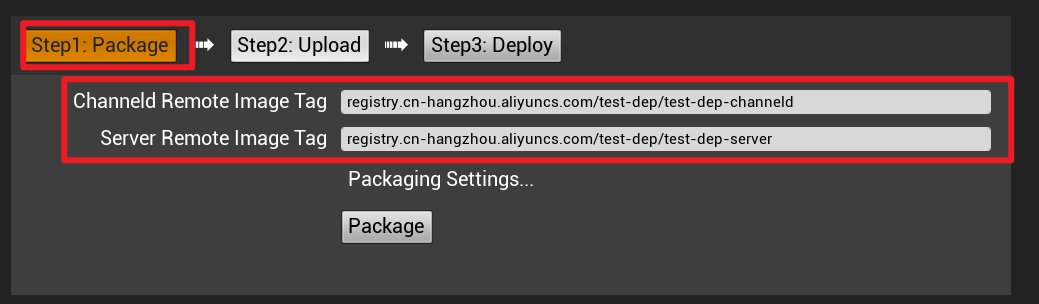 Step1: Package Step2: Upload Step3: Deploy
Channeld Remote Image Tag registry.cn-hangzhou.aliyuncs.com/test-dep/test-dep-channeld
Server Remote Image Tag registry.cn-hangzhou.aliyuncs.com/test-dep/test-dep-server
Packaging Settings...
Package